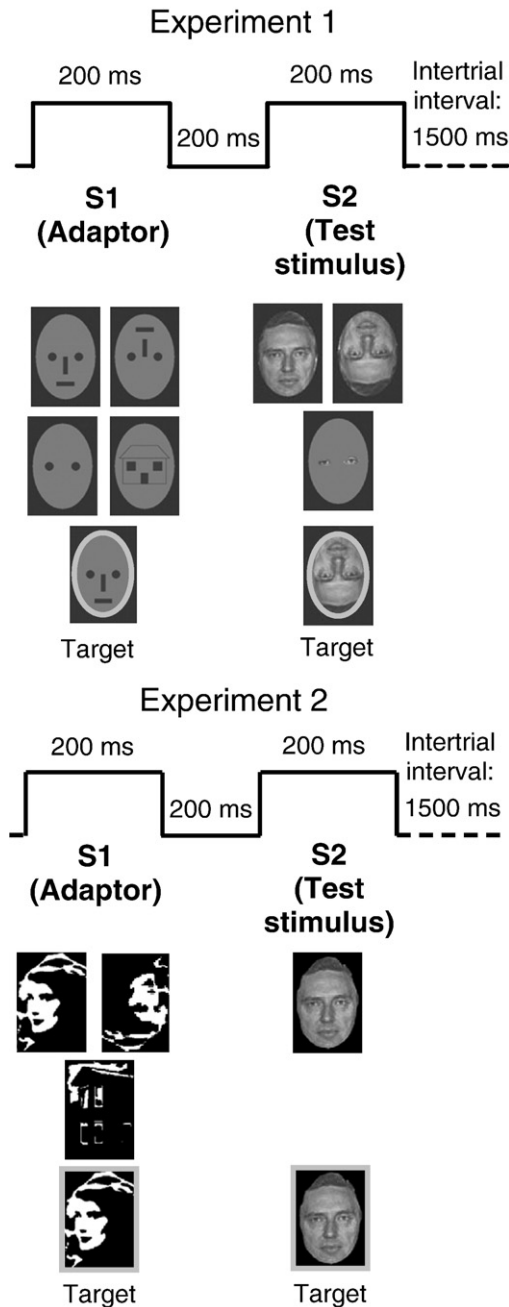 Experiment 1
200 ms
200 ms
Intertrial
interval:
200 ms
1500 ms
S1
(Adaptor)
S2
(Test
stimulus)
Target
Target
Experiment 2
200 ms
200 ms
Intertrial
interval:
200 ms
1500 ms
S1
(Adaptor)
S2
(Test
stimulus)
Target
Target